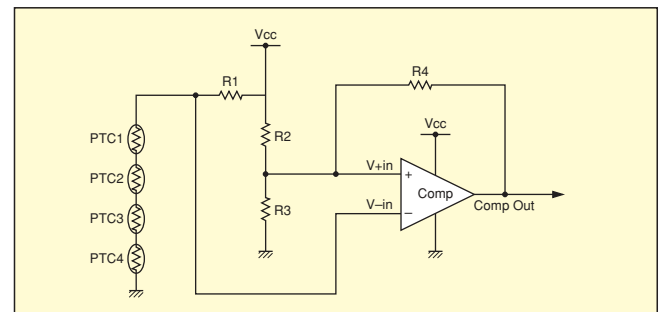 Vcc
R1
R4
PTC1
R2
Vcc
PTC2
V+in
+
Comp
PTC3
R3
V–in
–
Comp Out
PTC4